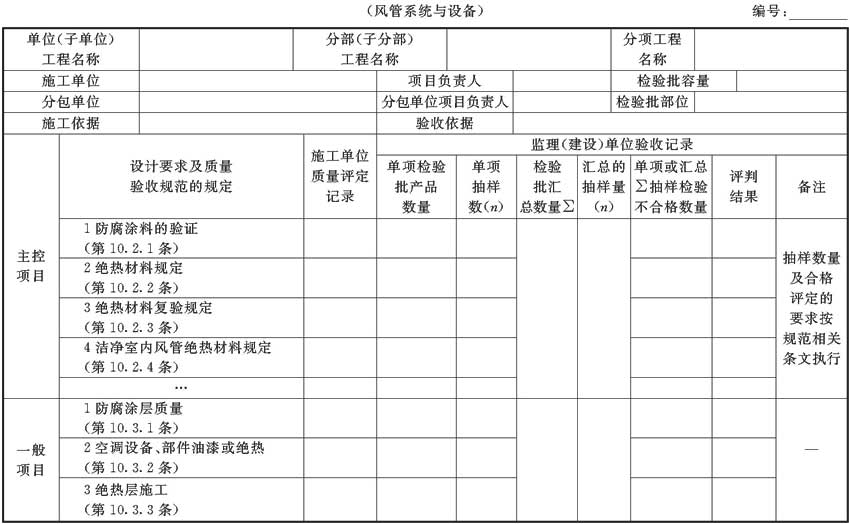 （风管系统与设备）
编号：
单位（子单位）
工程名称
分部（子分部）
工程名称
分项工程
名称
施工单位
项目负责人
检验批容量
分包单位
分包单位项目负责人
检验批部位
施工依据
验收依据
设计要求及质量
验收规范的规定
施工单位
质量评定
记录
监理（建设）单位验收记录
单项检验
批产品
数量
单项
抽样
数（n）
检验
批汇
总数量∑
汇总的
抽样量
（n）
单项或汇总
∑抽样检验
不合格数量
评判
结果
备注
主控
项目
1 防腐涂料的验证
（第 10.2.1 条）
2 绝热材料规定
（第 10.2.2 条）
3 绝热材料复验规定
（第 10.2.3 条）
4 洁净室内风管绝热材料规定
（第 10.2.4 条）
…
抽样数量
及合格
评定的
要求按
规范相关
条文执行
一般
项目
1 防腐涂层质量
（第 10.3.1 条）
2 空调设备、部件油漆或绝热
（第 10.3.2 条）
3 绝热层施工
（第 10.3.3 条）
—